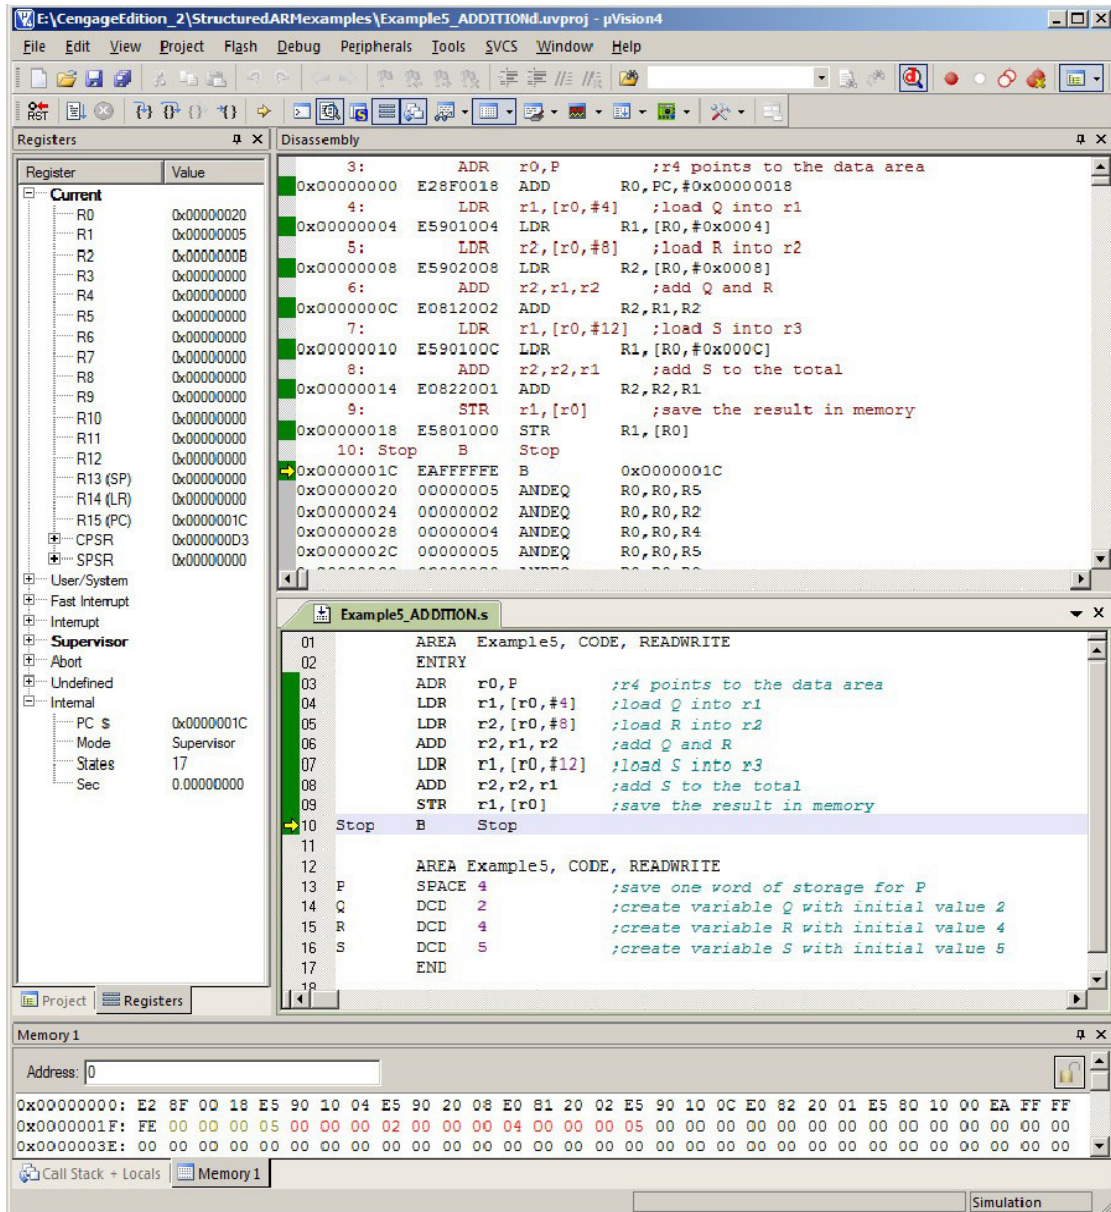 E:\CengageEdition_2\StructuredARMexamples\Example5_ADDITIONd.uvproj - µVision4
File Edit View Project Flash Debug Peripherals Tools SVCS Window Help
RST
Registers
Register Value
Current
R0 0x00000020
R1 0x00000005
R2 0x0000000B
R3 0x00000000
R4 0x00000000
R5 0x00000000
R6 0x00000000
R7 0x00000000
R8 0x00000000
R9 0x00000000
R10 0x00000000
R11 0x00000000
R12 0x00000000
R13 (SP) 0x00000000
R14 (LR) 0x00000000
R15 (PC) 0x0000001C
CPSR 0x000000D3
SPSR 0x00000000
User/System
Fast Interrupt
Interrupt
Supervisor
Abort
Undefined
Internal
PC $ 0x0000001C
Mode Supervisor
States 17
Sec 0.00000000
Project Registers
Disassembly
3: ADR r0,P ;r4 points to the data area
0x00000000 E28F0018 ADD R0,PC,#0x00000018
4: LDR r1,[r0,#4] ;load Q into r1
0x00000004 E5901004 LDR R1,[R0,#0x0004]
5: LDR r2,[r0,#8] ;load R into r2
0x00000008 E5902008 LDR R2,[R0,#0x0008]
6: ADD r2,r1,r2 ;add Q and R
0x0000000C E0812002 ADD R2,R1,R2
7: LDR r1,[r0,#12] ;load S into r3
0x00000010 E590100C LDR R1,[R0,#0x000C]
8: ADD r2,r2,r1 ;add S to the total
0x00000014 E0822001 ADD R2,R2,R1
9: STR r1,[r0] ;save the result in memory
0x00000018 E5801000 STR R1,[R0]
10: Stop B Stop
0x0000001C EAFFFFFE B 0x0000001C
0x00000020 00000005 ANDEQ R0,R0,R5
0x00000024 00000002 ANDEQ R0,R0,R2
0x00000028 00000004 ANDEQ R0,R0,R4
0x0000002C 00000005 ANDEQ R0,R0,R5
Example5_ADDITION.s
01 AREA Example5, CODE, READWRITE
02 ENTRY
03 ADR r0,P ;r4 points to the data area
04 LDR r1,[r0,#4] ;load Q into r1
05 LDR r2,[r0,#8] ;load R into r2
06 ADD r2,r1,r2 ;add Q and R
07 LDR r1,[r0,#12] ;load S into r3
08 ADD r2,r2,r1 ;add S to the total
09 STR r1,[r0] ;save the result in memory
10 Stop B Stop
11
12 AREA Example5, CODE, READWRITE
13 P SPACE 4 ;save one word of storage for P
14 Q DCD 2 ;create variable Q with initial value 2
15 R DCD 4 ;create variable R with initial value 4
16 S DCD 5 ;create variable S with initial value 5
17 END
18
Memory 1
Address: 0
0x00000000: E2 8F 00 18 E5 90 10 04 E5 90 20 08 E0 81 20 02 E5 90 10 0C E0 82 20 01 E5 80 10 00 EA FF FF
0x0000001F: FE 00 00 00 05 00 00 00 02 00 00 00 04 00 00 00 05 00 00 00 00 00 00 00 00 00 00 00 00 00 00
0x0000003E: 00 00 00 00 00 00 00 00 00 00 00 00 00 00 00 00 00 00 00 00 00 00 00 00 00 00 00 00 00 00 00
Call Stack + Locals Memory 1
Simulation